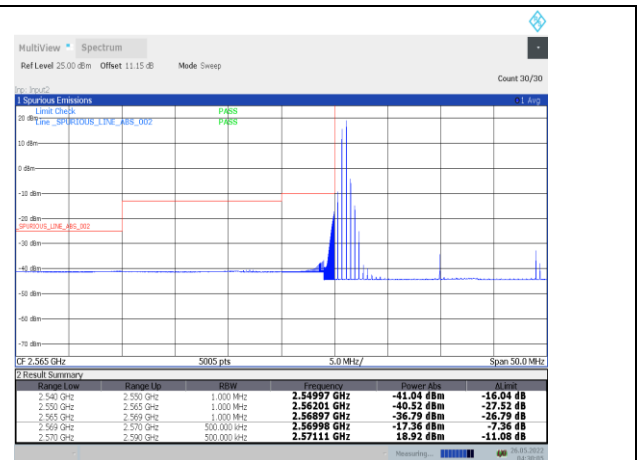 MultiView Spectrum
Ref Level 25.00 dBm Offset 11.15 dB Mode Sweep
Count 30/30
Inp: Input2
1 Spurious Emissions 1 Avg
Limit Check PASS
20 dBm
Line _SPURIOUS_LINE_ABS_002 PASS
10 dBm
0 dBm
-10 dBm
-20 dBm
_SPURIOUS_LINE_ABS_002
-30 dBm
-40 dBm
-50 dBm
-60 dBm
-70 dBm
CF 2.565 GHz 5005 pts 5.0 MHz/ Span 50.0 MHz
2 Result Summary
Range Low Range Up RBW Frequency Power Abs ΔLimit
2.540 GHz 2.550 GHz 1.000 MHz 2.54997 GHz -41.04 dBm -16.04 dB
2.550 GHz 2.565 GHz 1.000 MHz 2.56201 GHz -40.52 dBm -27.52 dB
2.565 GHz 2.569 GHz 1.000 MHz 2.56897 GHz -36.79 dBm -26.79 dB
2.569 GHz 2.570 GHz 500.000 kHz 2.56998 GHz -17.36 dBm -7.36 dB
2.570 GHz 2.590 GHz 500.000 kHz 2.57111 GHz 18.92 dBm -11.08 dB
Measuring... 26.05.2022